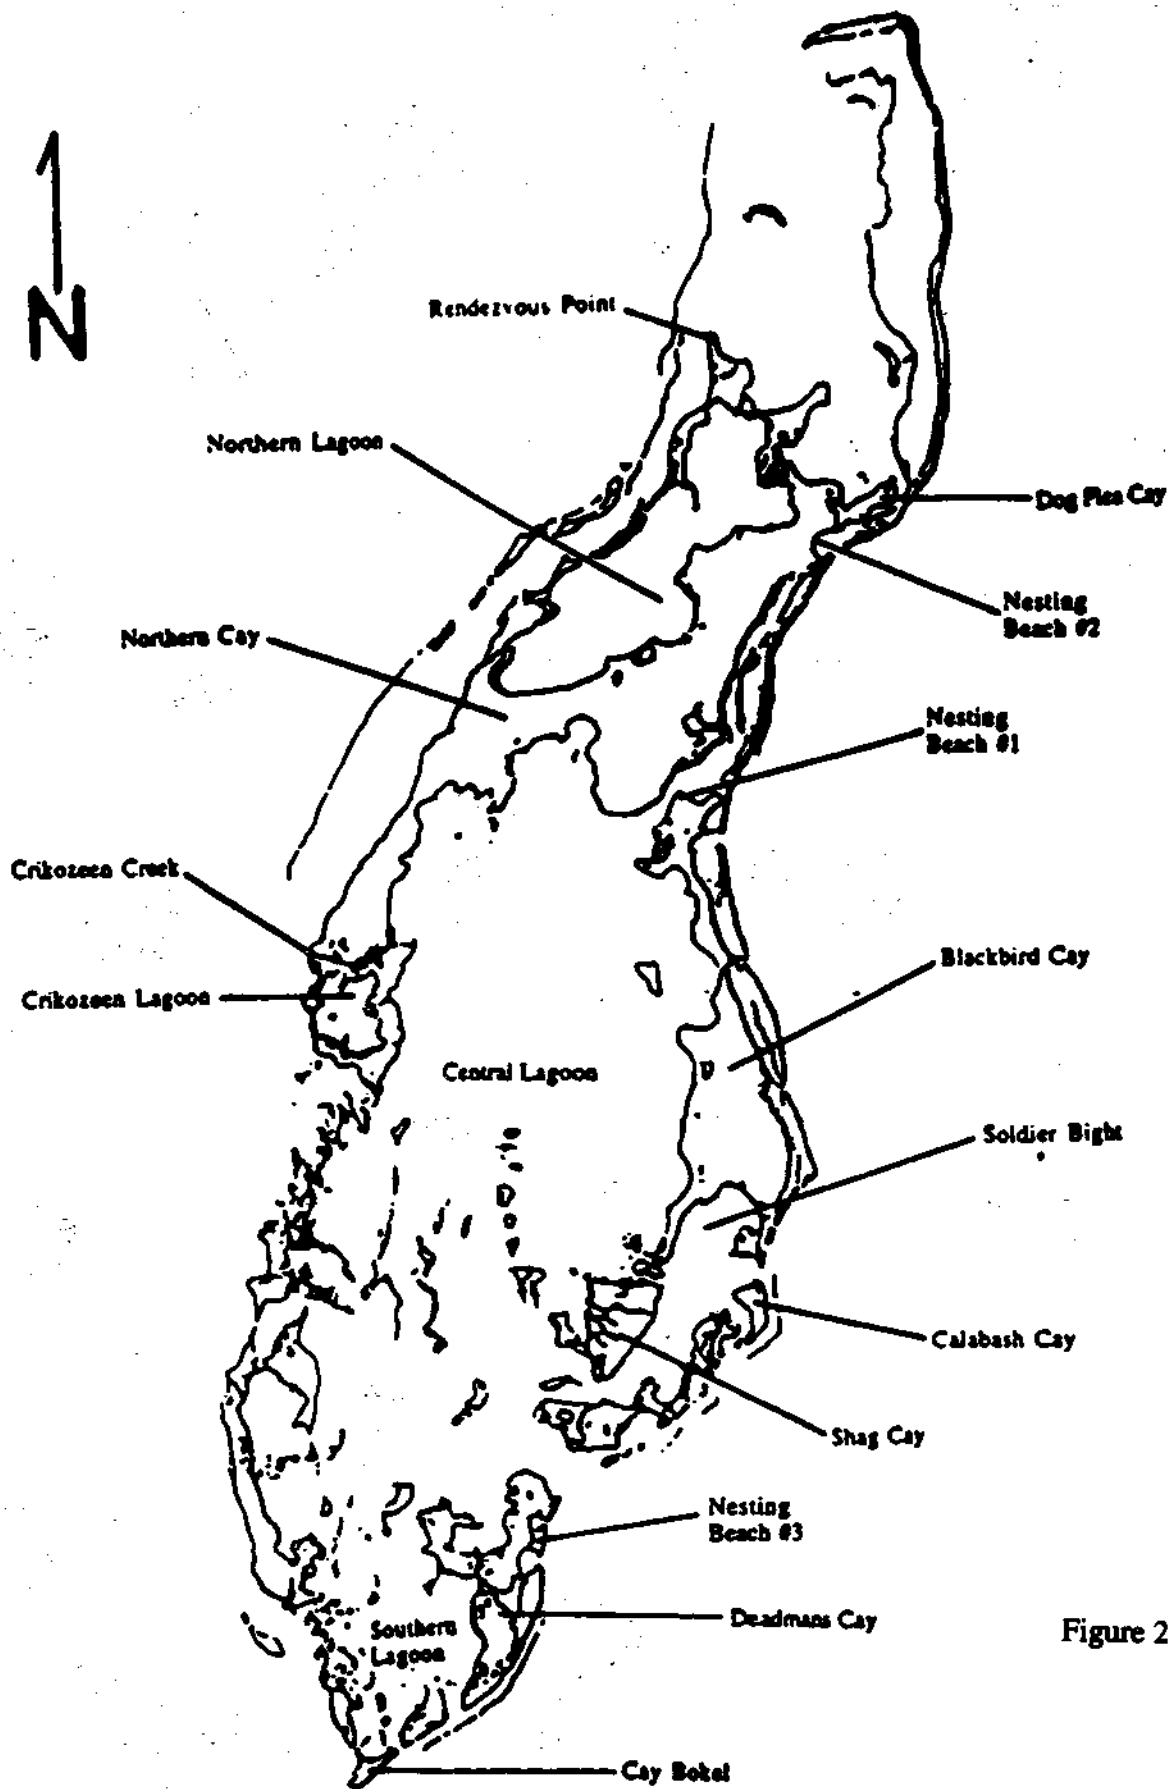 N
Rendezvous Point
Northern Lagoon
Dog Flea Cay
Nesting
Beach #2
Northern Cay
Nesting
Beach #1
Crikozeen Creek
Blackbird Cay
Crikozeen Lagoon
Central Lagoon
Soldier Bight
Calabash Cay
Shag Cay
Nesting
Beach #3
Deadmans Cay
Southern
Lagoon
Figure 2
Cay Bokel